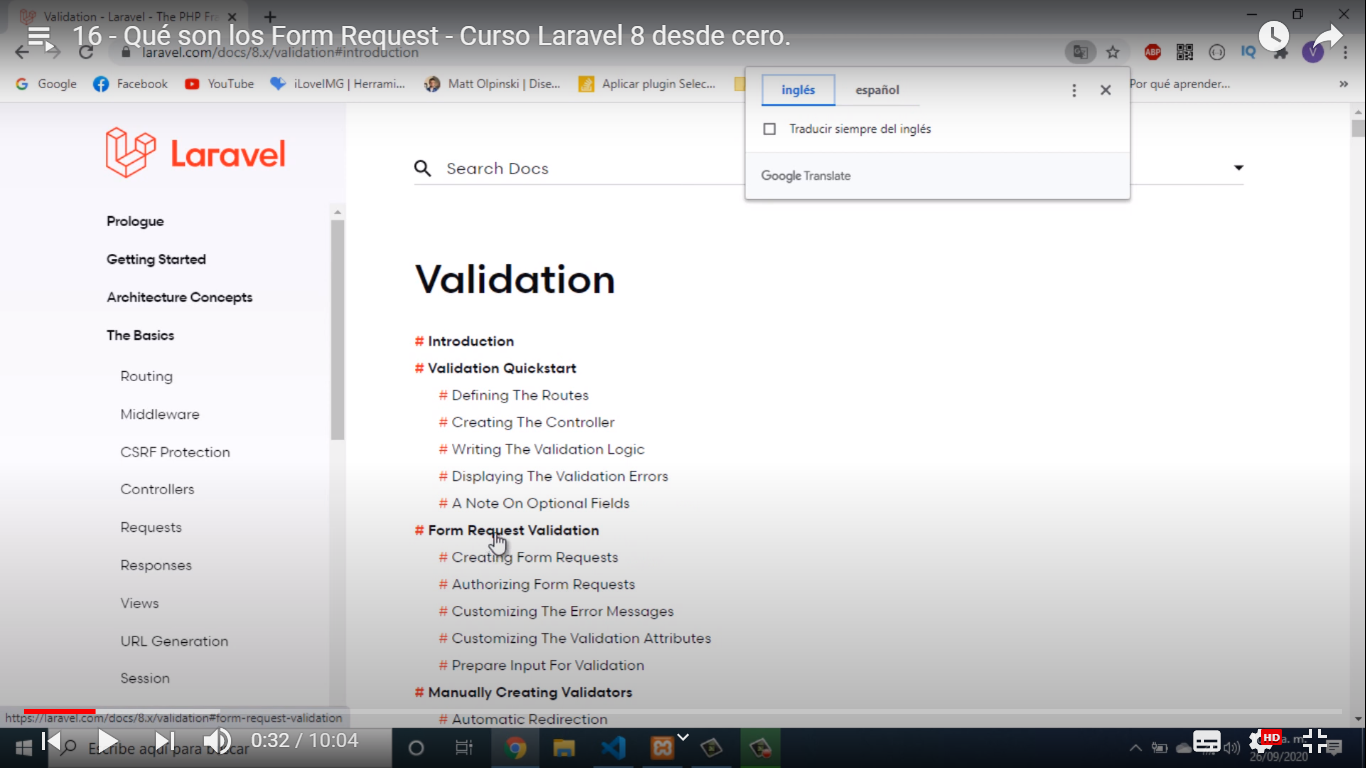 Validation - Laravel - The PHP Fra
16 - Qué son los Form Request - Curso Laravel 8 desde cero.
laravel.com/docs/8.x/validation#introduction
ABP
IQ
V
Google
Facebook
YouTube
iLoveIMG | Herrami...
Matt Olpinski | Dise...
Aplicar plugin Selec...
Por qué aprender...
»
inglés
español
Traducir siempre del inglés
Google Translate
Laravel
Search Docs
Prologue
Getting Started
Architecture Concepts
The Basics
Routing
Middleware
CSRF Protection
Controllers
Requests
Responses
Views
URL Generation
Session
Validation
# Introduction
# Validation Quickstart
# Defining The Routes
# Creating The Controller
# Writing The Validation Logic
# Displaying The Validation Errors
# A Note On Optional Fields
# Form Request Validation
# Creating Form Requests
# Authorizing Form Requests
# Customizing The Error Messages
# Customizing The Validation Attributes
# Prepare Input For Validation
# Manually Creating Validators
# Automatic Redirection
https://laravel.com/docs/8.x/validation#form-request-validation
Escribe aquí para buscar
0:32 / 10:04
HD
26/09/2020